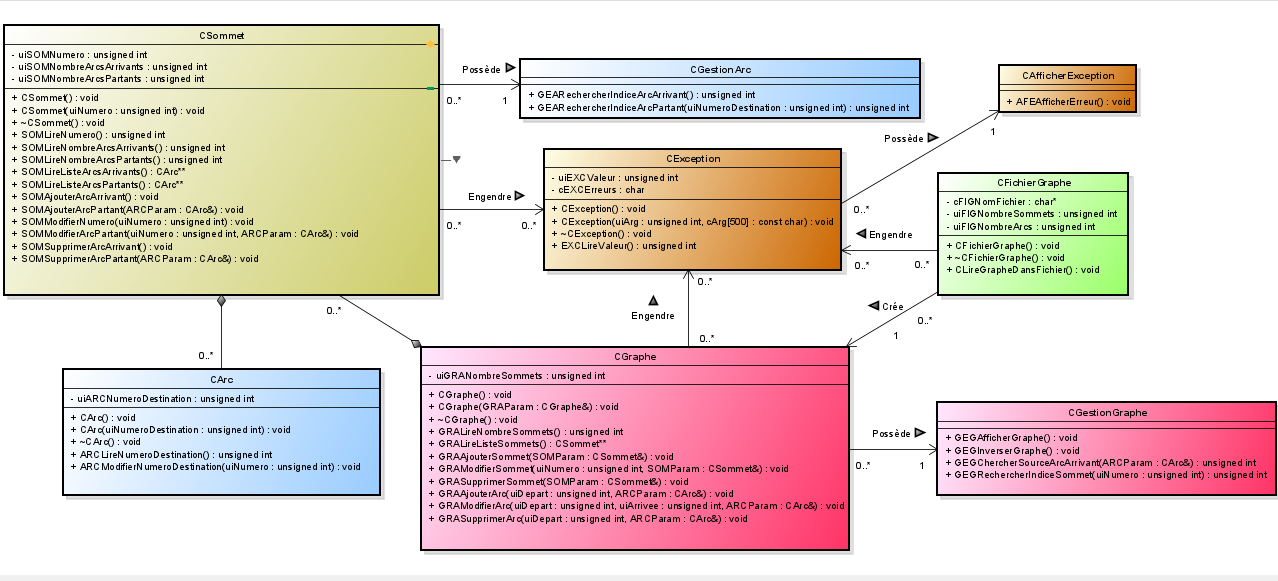 CSommet
- uiSOMNumero : unsigned int
- uiSOMNombreArcsArrivants : unsigned int
- uiSOMNombreArcsPartants : unsigned int
+ CSommet() : void
+ CSommet(uiNumero : unsigned int) : void
+ ~CSommet() : void
+ SOMLireNumero() : unsigned int
+ SOMLireNombreArcsArrivants() : unsigned int
+ SOMLireNombreArcsPartants() : unsigned int
+ SOMLireListeArcsArrivants() : CArc**
+ SOMLireListeArcsPartants() : CArc**
+ SOMAjouterArcArrivant() : void
+ SOMAjouterArcPartant(ARCParam : CArc&) : void
+ SOMModifierNumero(uiNumero : unsigned int) : void
+ SOMModifierArcPartant(uiNumero : unsigned int, ARCParam : CArc&) : void
+ SOMSupprimerArcArrivant() : void
+ SOMSupprimerArcPartant(ARCParam : CArc&) : void
Possède
0..*
1
CGestionArc
+ GEARechercherIndiceArcArrivant() : unsigned int
+ GEARechercherIndiceArcPartant(uiNumeroDestination : unsigned int) : unsigned int
CAfficherException
+ AFEAfficherErreur() : void
Possède
1
0..*
Engendre
0..*
0..*
CException
- uiEXCValeur : unsigned int
- cEXCErreurs : char
+ CException() : void
+ CException(uiArg : unsigned int, cArg[500] : const char) : void
+ ~CException() : void
+ EXCLireValeur() : unsigned int
CFichierGraphe
- cFIGNomFichier : char*
- uiFIGNombreSommets : unsigned int
- uiFIGNombreArcs : unsigned int
+ CFichierGraphe() : void
+ ~CFichierGraphe() : void
+ CLireGrapheDansFichier() : void
Engendre
0..*
0..*
0..*
Engendre
0..*
Crée
0..*
1
0..*
0..*
CArc
- uiARCNumeroDestination : unsigned int
+ CArc() : void
+ CArc(uiNumeroDestination : unsigned int) : void
+ ~CArc() : void
+ ARCLireNumeroDestination() : unsigned int
+ ARCModifierNumeroDestination(uiNumero : unsigned int) : void
CGraphe
- uiGRANombreSommets : unsigned int
+ CGraphe() : void
+ CGraphe(GRAParam : CGraphe&) : void
+ ~CGraphe() : void
+ GRALireNombreSommets() : unsigned int
+ GRALireListeSommets() : CSommet**
+ GRAAjouterSommet(SOMParam : CSommet&) : void
+ GRAModifierSommet(uiNumero : unsigned int, SOMParam : CSommet&) : void
+ GRASupprimerSommet(SOMParam : CSommet&) : void
+ GRAAjouterArc(uiDepart : unsigned int, ARCParam : CArc&) : void
+ GRAModifierArc(uiDepart : unsigned int, uiArrivee : unsigned int, ARCParam : CArc&) : void
+ GRASupprimerArc(uiDepart : unsigned int, ARCParam : CArc&) : void
Possède
0..*
1
CGestionGraphe
+ GEGAfficherGraphe() : void
+ GEGInverserGraphe() : void
+ GEGChercherSourceArcArrivant(ARCParam : CArc&) : unsigned int
+ GEGRechercherIndiceSommet(uiNumero : unsigned int) : unsigned int